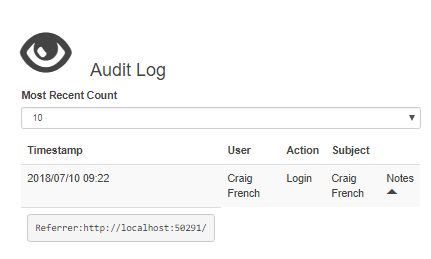 Audit Log
Most Recent Count
10
Timestamp User Action Subject
2018/07/10 09:22 Craig Login Craig Notes
French French
Referrer:http://localhost:50291/